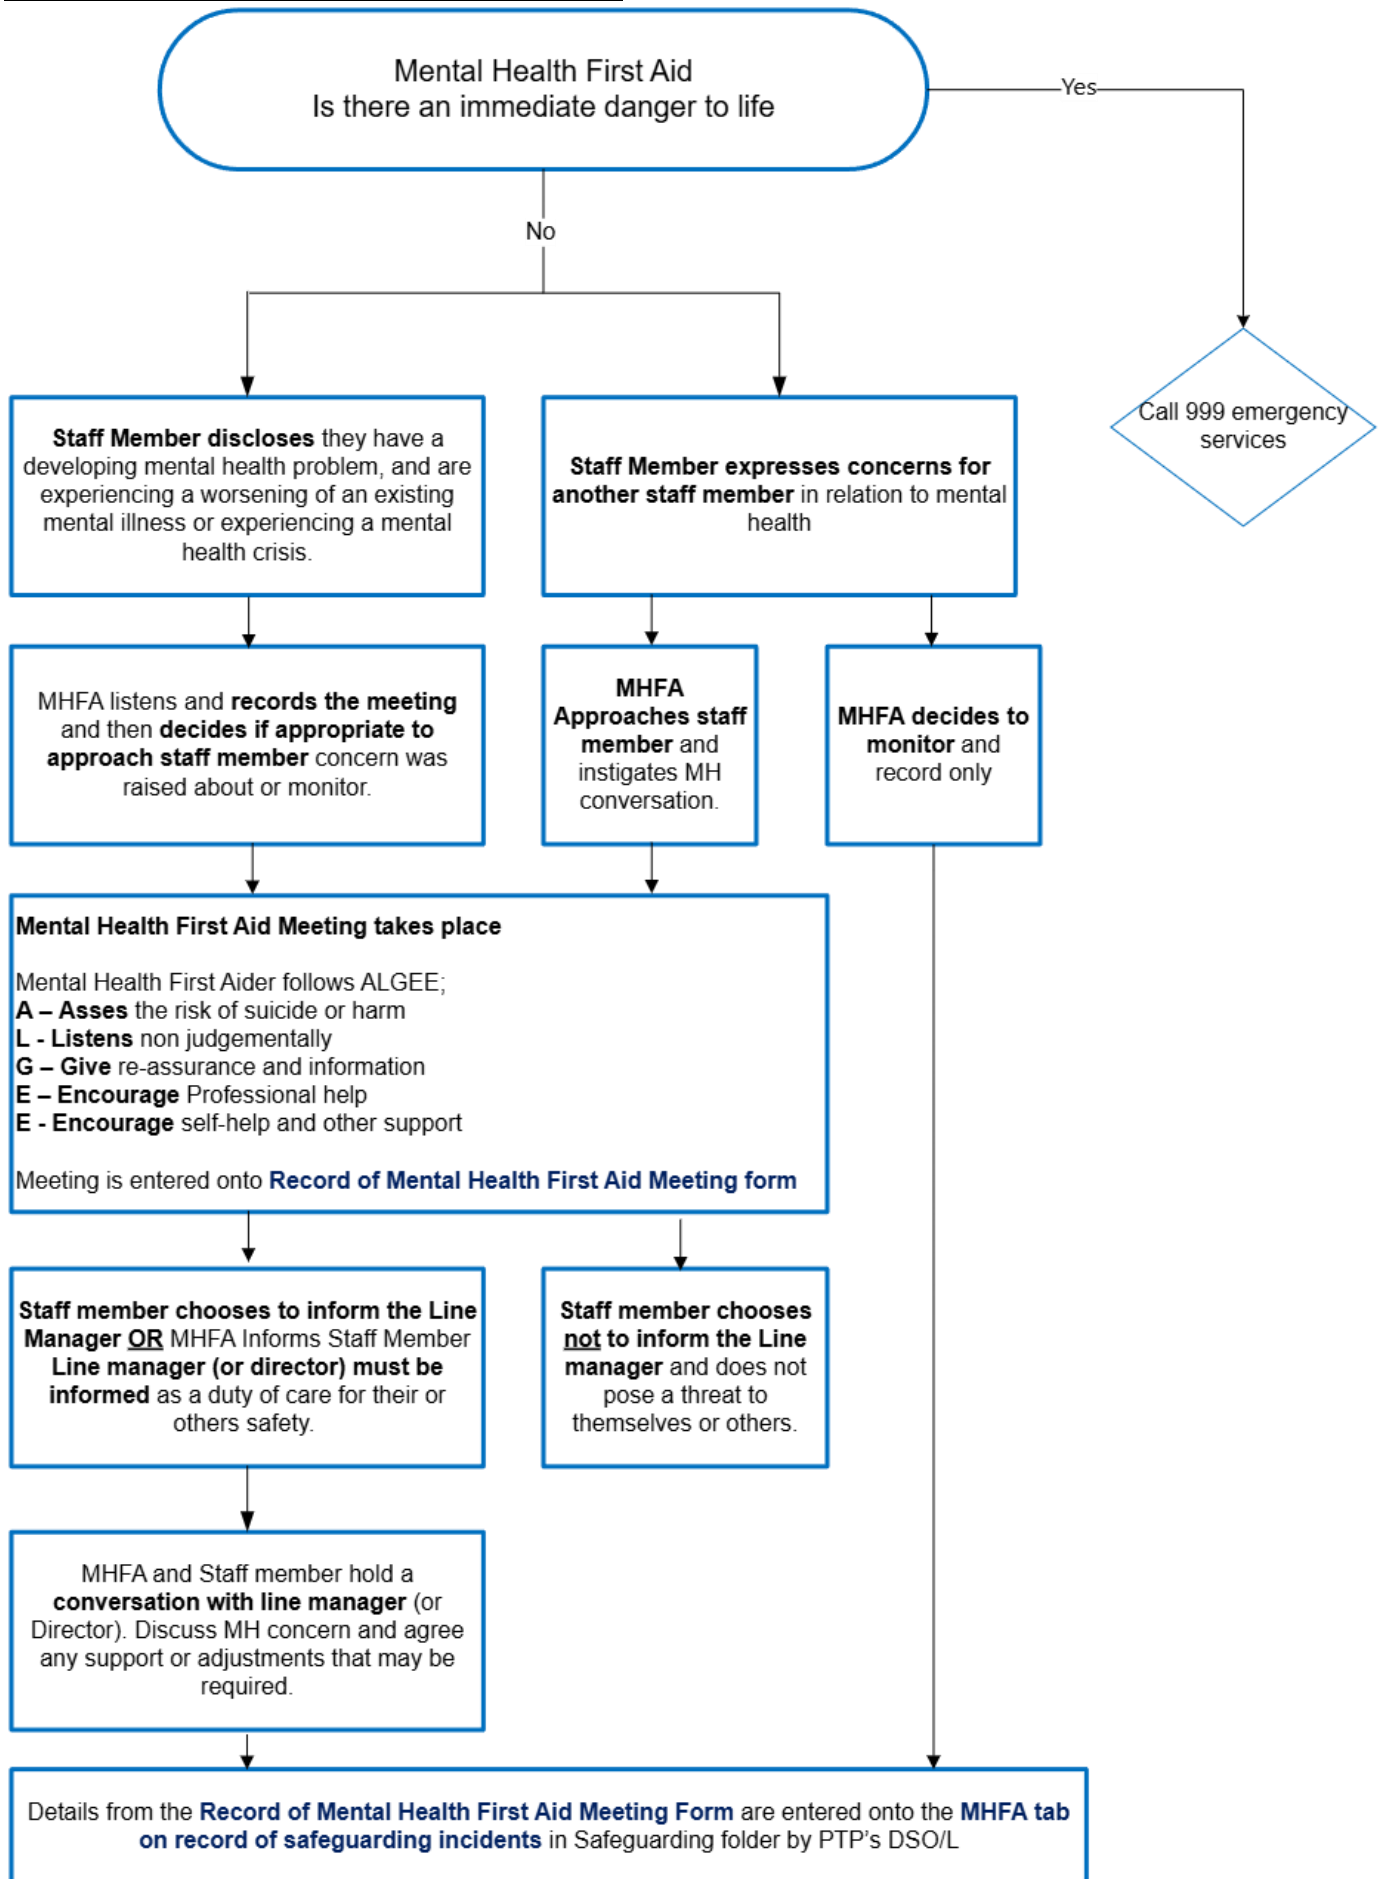 Mental Health First Aid
Is there an immediate danger to life
Yes
No
Call 999 emergency
services
Staff Member discloses they have a
developing mental health problem, and are
experiencing a worsening of an existing
mental illness or experiencing a mental
health crisis.
Staff Member expresses concerns for
another staff member in relation to mental
health
MHFA listens and records the meeting
and then decides if appropriate to
approach staff member concern was
raised about or monitor.
MHFA
Approaches staff
member and
instigates MH
conversation.
MHFA decides to
monitor and
record only
Mental Health First Aid Meeting takes place
Mental Health First Aider follows ALGEE;
A – Asses the risk of suicide or harm
L - Listens non judgementally
G – Give re-assurance and information
E – Encourage Professional help
E - Encourage self-help and other support
Meeting is entered onto Record of Mental Health First Aid Meeting form
Staff member chooses to inform the Line
Manager OR MHFA Informs Staff Member
Line manager (or director) must be
informed as a duty of care for their or
others safety.
Staff member chooses
not to inform the Line
manager and does not
pose a threat to
themselves or others.
MHFA and Staff member hold a
conversation with line manager (or
Director). Discuss MH concern and agree
any support or adjustments that may be
required.
Details from the Record of Mental Health First Aid Meeting Form are entered onto the MHFA tab
on record of safeguarding incidents in Safeguarding folder by PTP's DSO/L